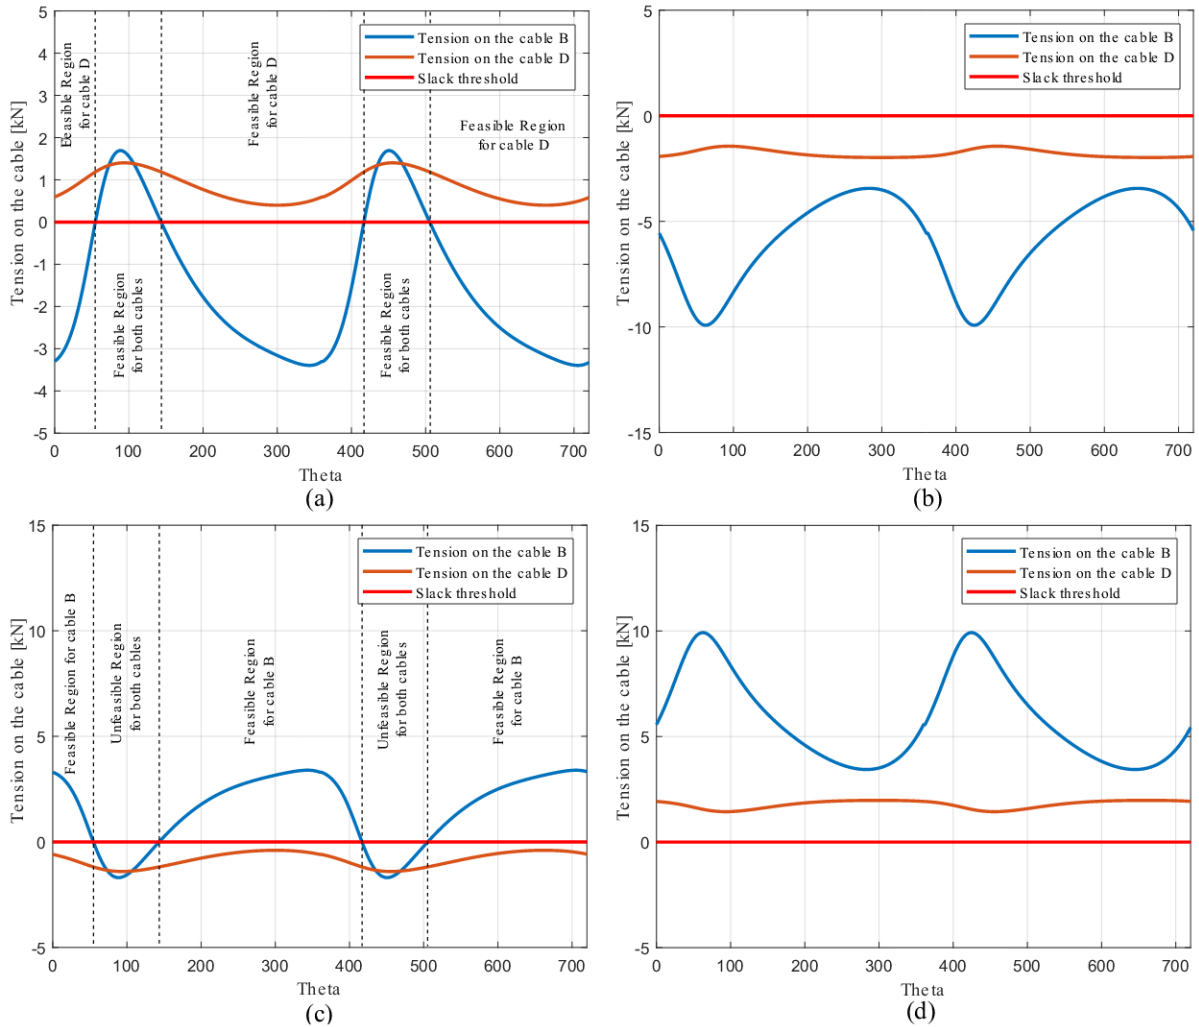 5
4
3
2
1
0
-1
-2
-3
-4
-5
Tension on the cable [kN]
0
100
200
300
400
500
600
700
Theta
(a)
Tension on the cable B
Tension on the cable D
Slack threshold
Feasible Region
for cable D
Feasible Region
for both cables
Feasible Region
for cable D
Feasible Region
for both cables
Feasible Region
for cable D
5
0
-5
-10
-15
Tension on the cable [kN]
0
100
200
300
400
500
600
700
Theta
(b)
Tension on the cable B
Tension on the cable D
Slack threshold
15
10
5
0
-5
Tension on the cable [kN]
0
100
200
300
400
500
600
700
Theta
(c)
Tension on the cable B
Tension on the cable D
Slack threshold
Feasible Region for cable B
Unfeasible Region
for both cables
Feasible Region
for cable B
Unfeasible Region
for both cables
Feasible Region
for cable B
15
10
5
0
-5
Tension on the cable [kN]
0
100
200
300
400
500
600
700
Theta
(d)
Tension on the cable B
Tension on the cable D
Slack threshold